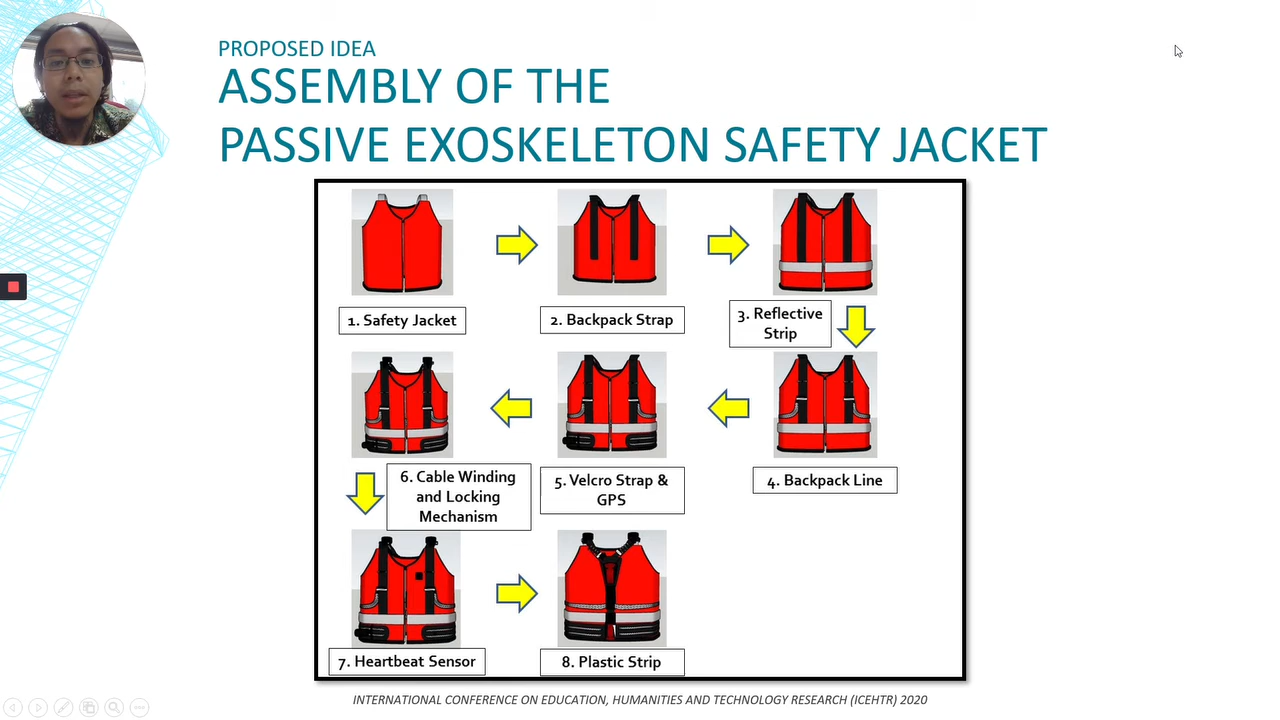 PROPOSED IDEA
ASSEMBLY OF THE
PASSIVE EXOSKELETON SAFETY JACKET
1. Safety Jacket
2. Backpack Strap
3. Reflective
Strip
6. Cable Winding
and Locking
Mechanism
5. Velcro Strap &
GPS
4. Backpack Line
7. Heartbeat Sensor
8. Plastic Strip
INTERNATIONAL CONFERENCE ON EDUCATION, HUMANITIES AND TECHNOLOGY RESEARCH (ICEHTR) 2020